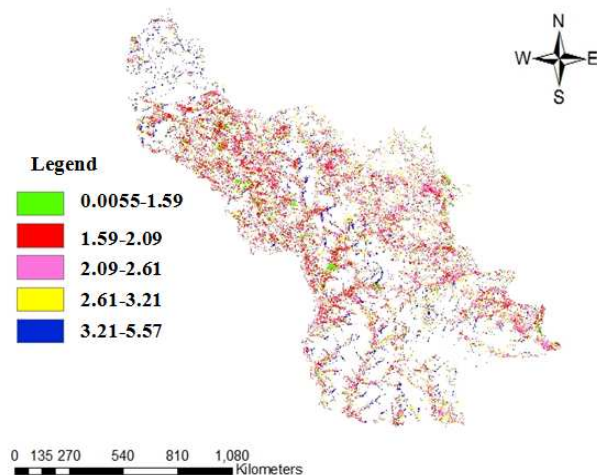 N
W E
S
Legend
0.0055-1.59
1.59-2.09
2.09-2.61
2.61-3.21
3.21-5.57
0 135 270 540 810 1,080
Kilometers